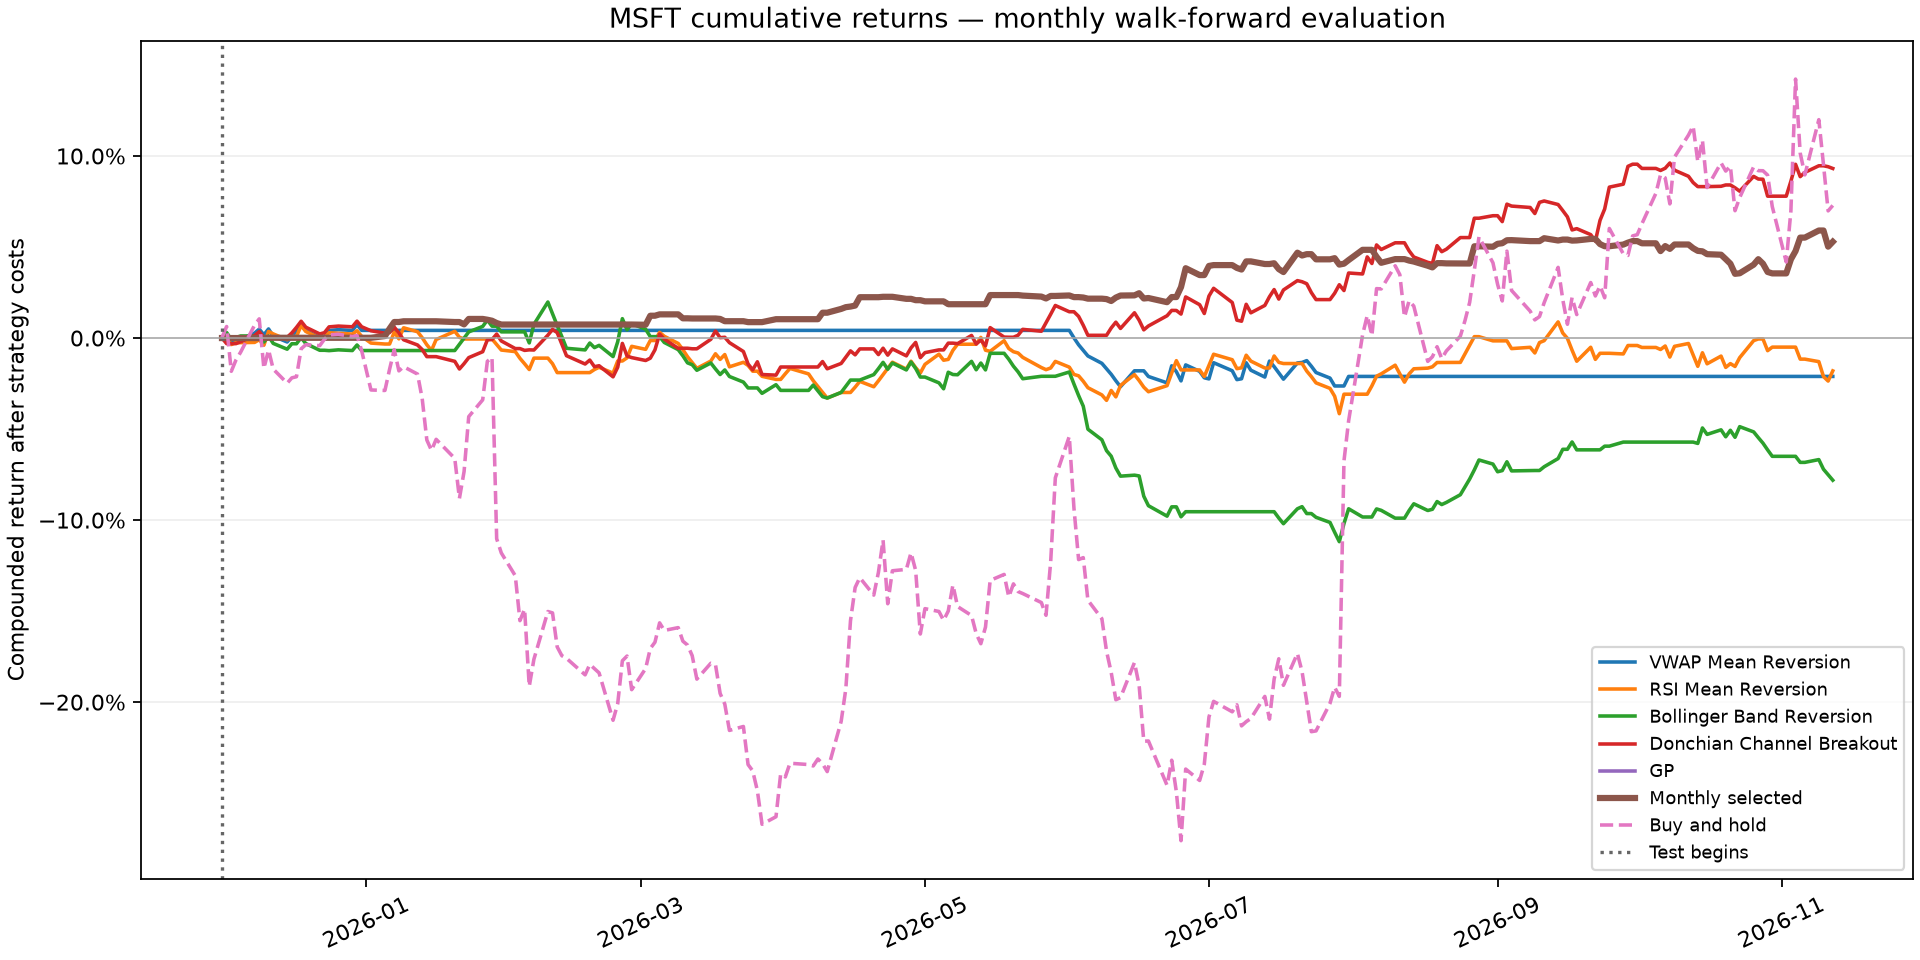 MSFT cumulative returns — monthly walk-forward evaluation
Compounded return after strategy costs
10.0%
0.0%
−10.0%
−20.0%
2026-01
2026-03
2026-05
2026-07
2026-09
2026-11
VWAP Mean Reversion
RSI Mean Reversion
Bollinger Band Reversion
Donchian Channel Breakout
GP
Monthly selected
Buy and hold
Test begins